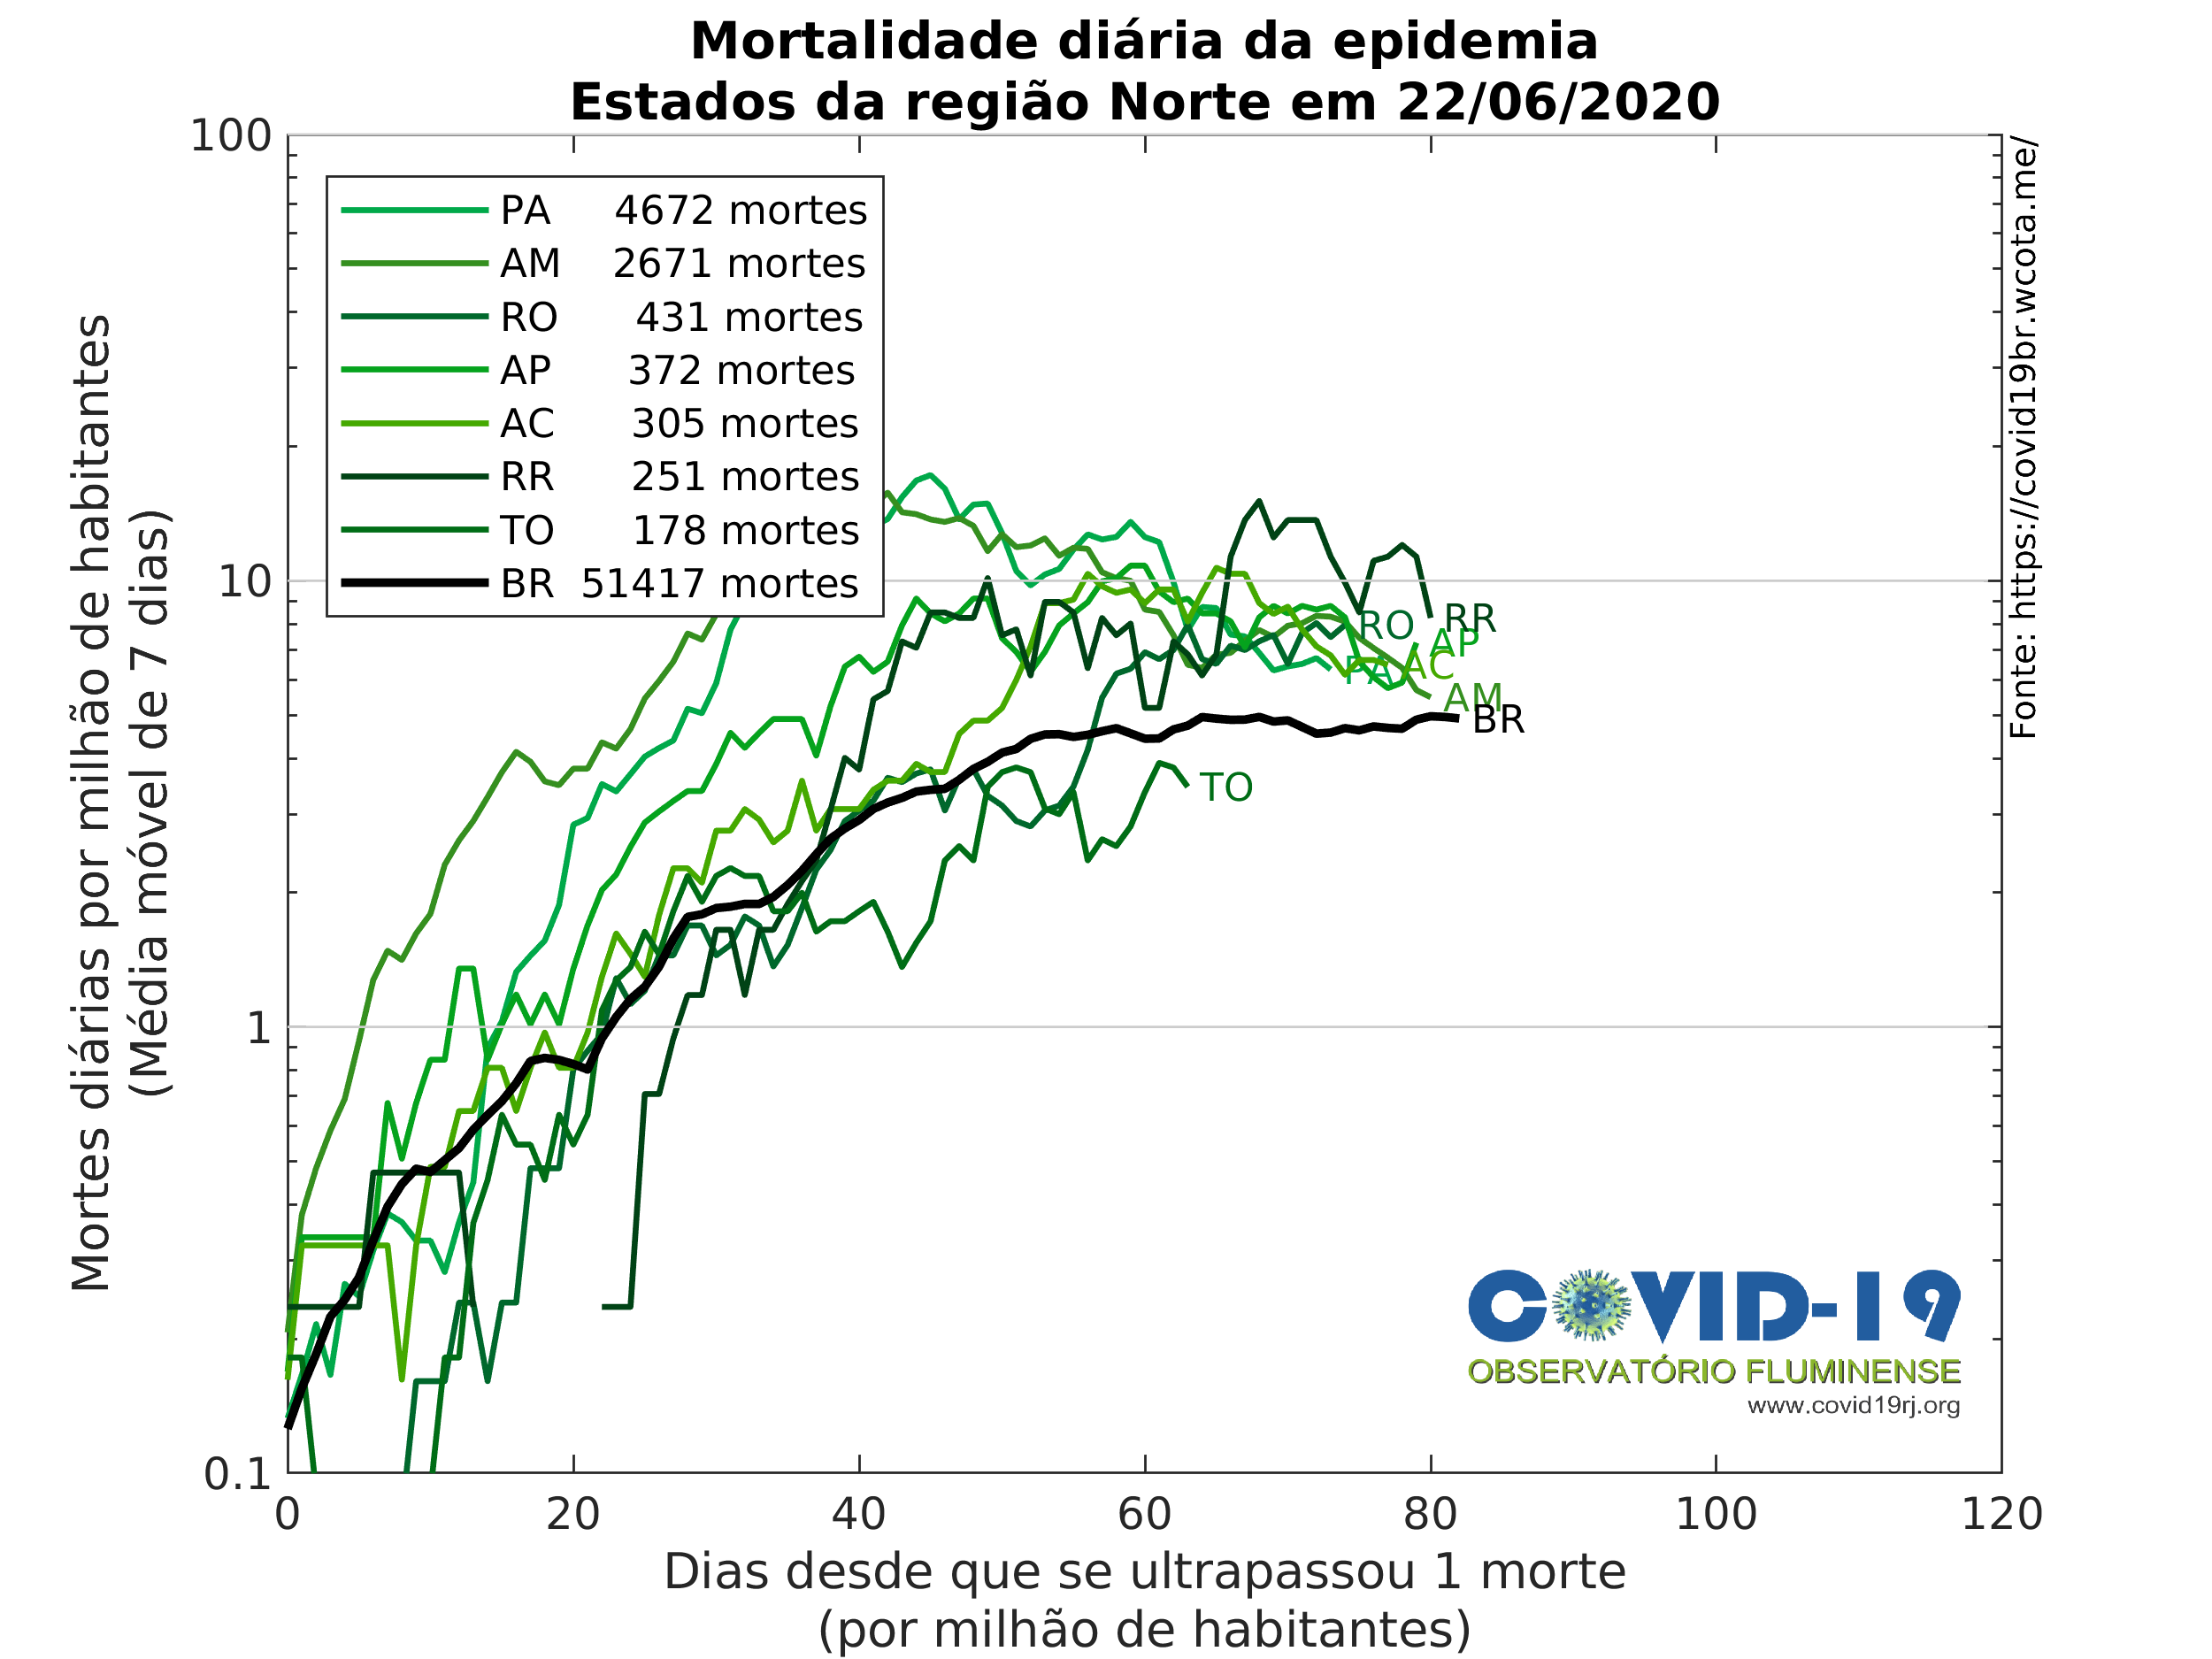 Mortalidade diária da epidemia
Estados da região Norte em 22/06/2020
Mortes diárias por milhão de habitantes
(Média móvel de 7 dias)
100
10
1
0.1
PA 4672 mortes
AM 2671 mortes
RO 431 mortes
AP 372 mortes
AC 305 mortes
RR 251 mortes
TO 178 mortes
BR 51417 mortes
RO
RR
AP
PA
AC
AM
BR
TO
Fonte: https://covid19br.wcota.me/
COVID-19
OBSERVATÓRIO FLUMINENSE
www.covid19rj.org
0 20 40 60 80 100 120
Dias desde que se ultrapassou 1 morte
(por milhão de habitantes)